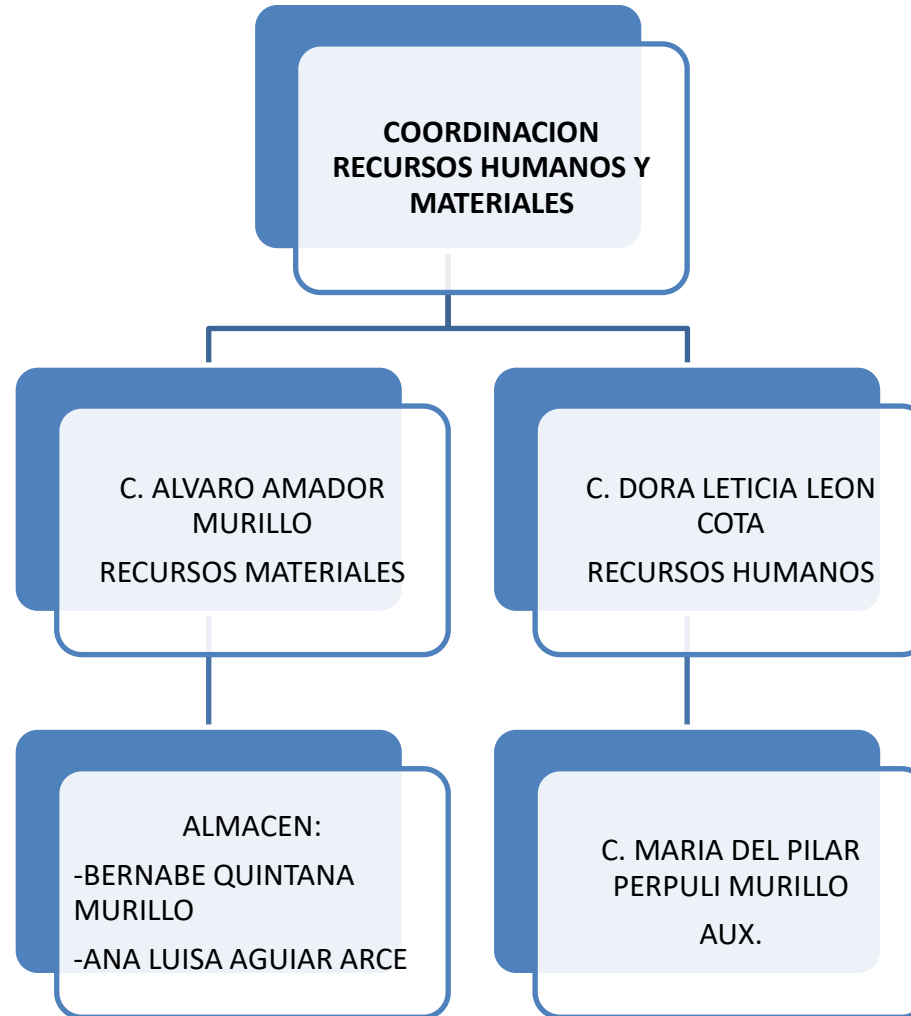 COORDINACION
RECURSOS HUMANOS Y
MATERIALES
C. ALVARO AMADOR
MURILLO
RECURSOS MATERIALES
C. DORA LETICIA LEON
COTA
RECURSOS HUMANOS
ALMACEN:
-BERNABE QUINTANA
MURILLO
-ANA LUISA AGUIAR ARCE
C. MARIA DEL PILAR
PERPULI MURILLO
AUX.